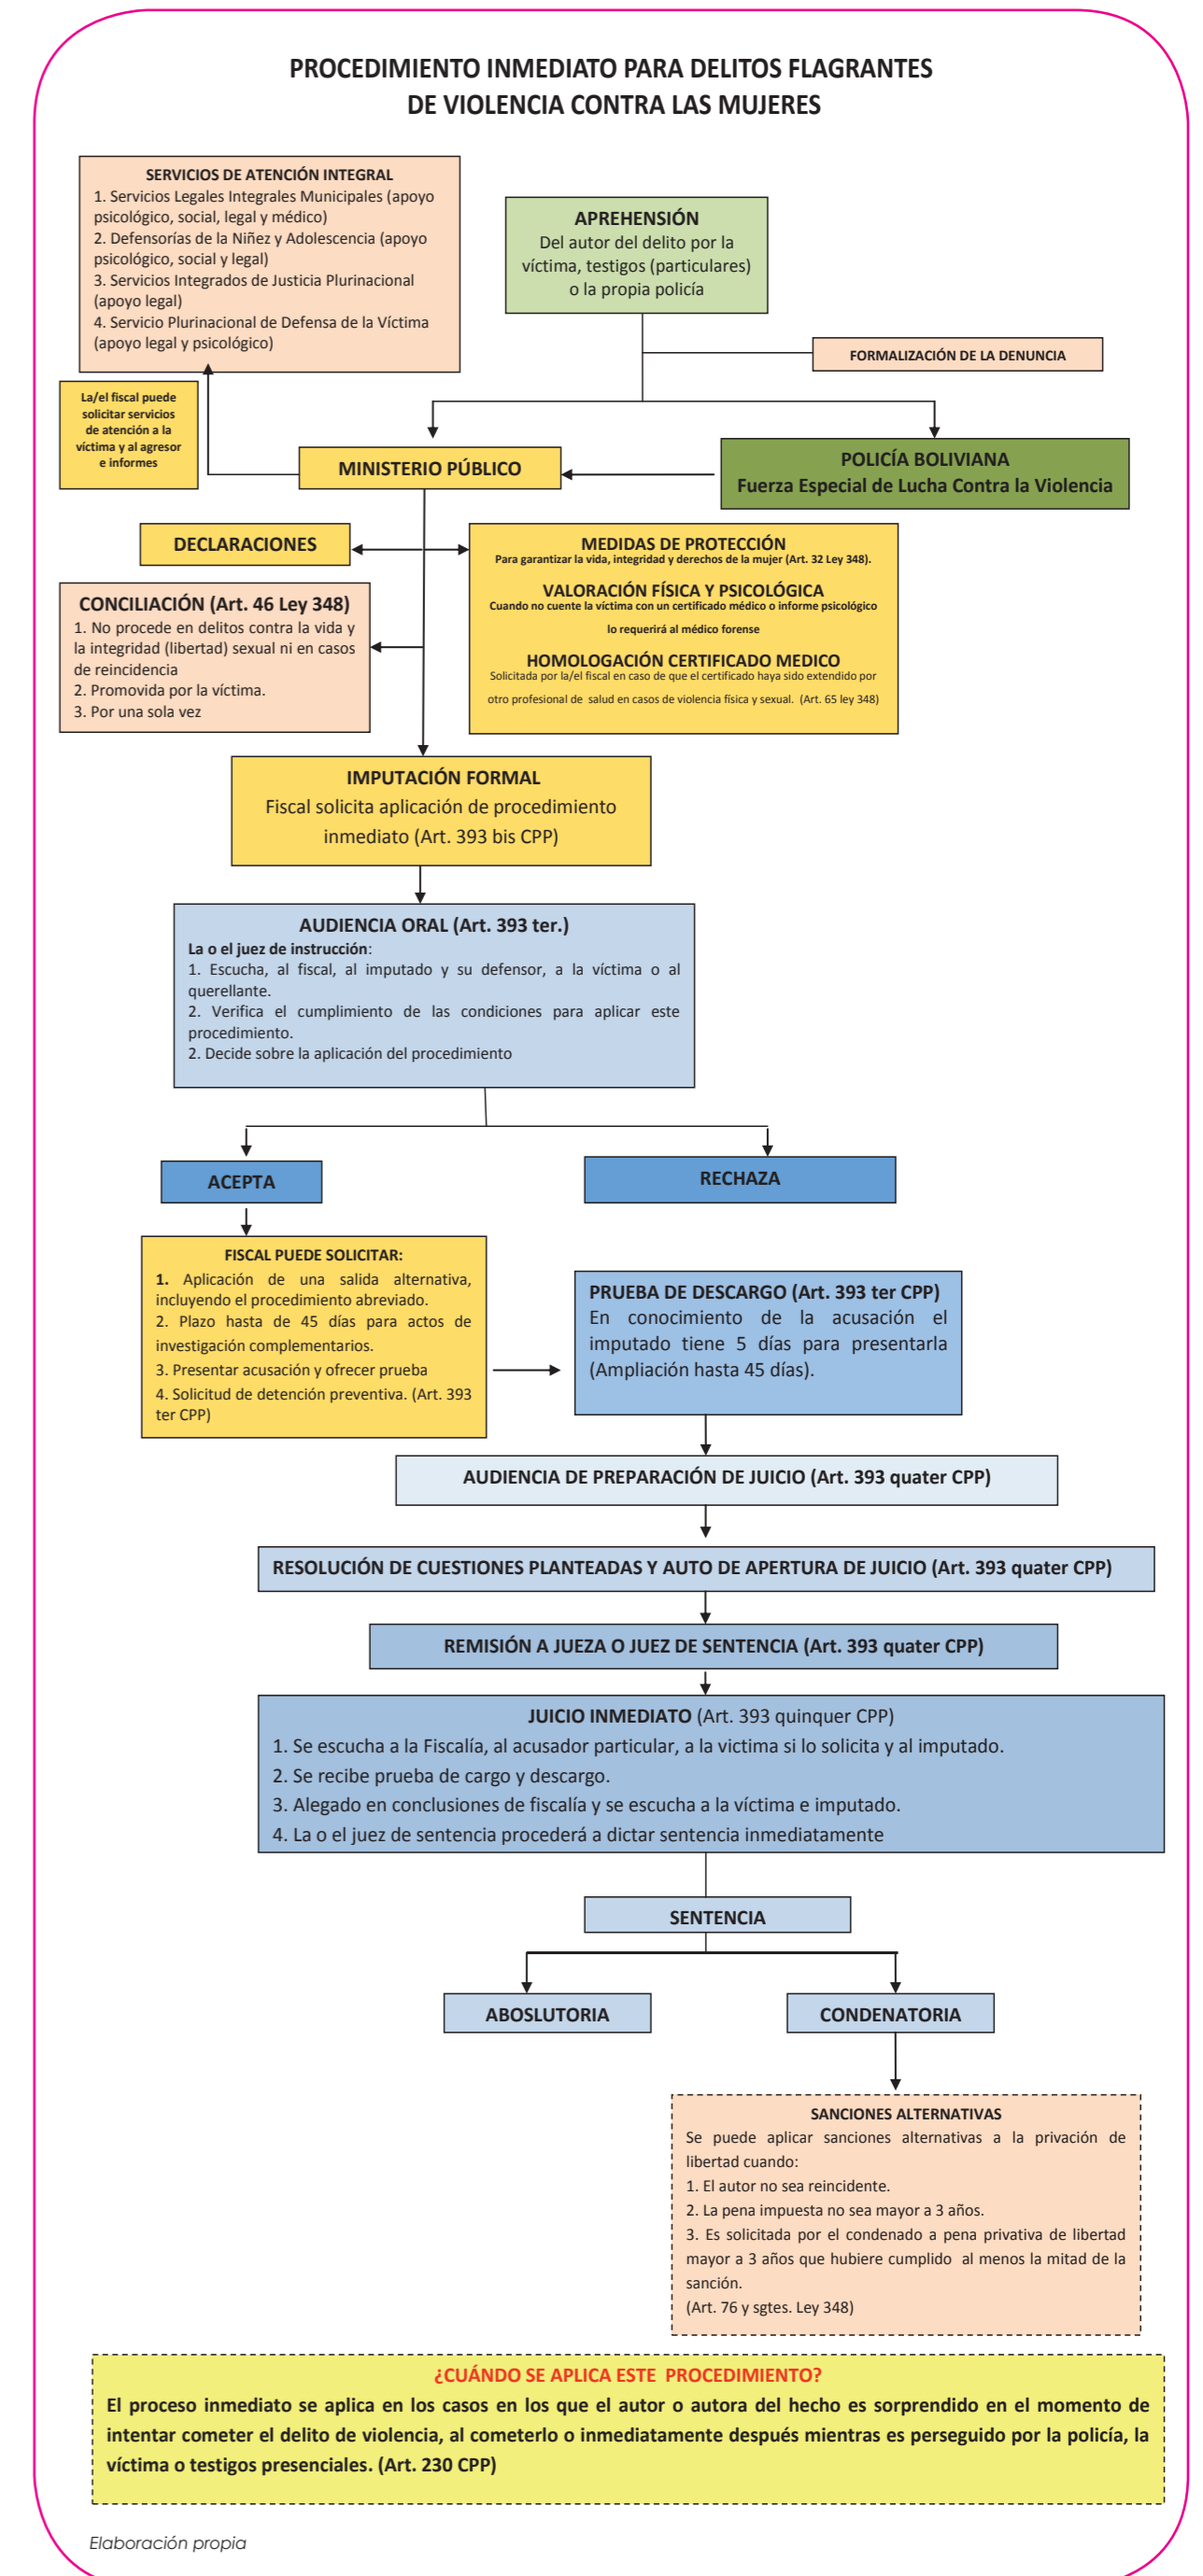 PROCEDIMIENTO INMEDIATO PARA DELITOS FLAGRANTES
DE VIOLENCIA CONTRA LAS MUJERES
SERVICIOS DE ATENCIÓN INTEGRAL
1. Servicios Legales Integrales Municipales (apoyo
psicológico, social, legal y médico)
2. Defensorías de la Niñez y Adolescencia (apoyo
psicológico, social y legal)
3. Servicios Integrados de Justicia Plurinacional
(apoyo legal)
4. Servicio Plurinacional de Defensa de la Víctima
(apoyo legal y psicológico)
APREHENSIÓN
Del autor del delito por la
víctima, testigos (particulares)
o la propia policía
FORMALIZACIÓN DE LA DENUNCIA
La/el fiscal puede
solicitar servicios
de atención a la
víctima y al agresor
e informes
MINISTERIO PÚBLICO
POLICÍA BOLIVIANA
Fuerza Especial de Lucha Contra la Violencia
DECLARACIONES
MEDIDAS DE PROTECCIÓN
Para garantizar la vida, integridad y derechos de la mujer (Art. 32 Ley 348).
VALORACIÓN FÍSICA Y PSICOLÓGICA
Cuando no cuente la víctima con un certificado médico o informe psicológico
lo requerirá al médico forense
HOMOLOGACIÓN CERTIFICADO MEDICO
Solicitada por la/el fiscal en caso de que el certificado haya sido extendido por
otro profesional de salud en casos de violencia física y sexual. (Art. 65 ley 348)
CONCILIACIÓN (Art. 46 Ley 348)
1. No procede en delitos contra la vida y
la integridad (libertad) sexual ni en casos
de reincidencia
2. Promovida por la víctima.
3. Por una sola vez
IMPUTACIÓN FORMAL
Fiscal solicita aplicación de procedimiento
inmediato (Art. 393 bis CPP)
AUDIENCIA ORAL (Art. 393 ter.)
La o el juez de instrucción:
1. Escucha, al fiscal, al imputado y su defensor, a la víctima o al
querellante.
2. Verifica el cumplimiento de las condiciones para aplicar este
procedimiento.
2. Decide sobre la aplicación del procedimiento
ACEPTA
RECHAZA
FISCAL PUEDE SOLICITAR:
1. Aplicación de una salida alternativa,
incluyendo el procedimiento abreviado.
2. Plazo hasta de 45 días para actos de
investigación complementarios.
3. Presentar acusación y ofrecer prueba
4. Solicitud de detención preventiva. (Art. 393
ter CPP)
PRUEBA DE DESCARGO (Art. 393 ter CPP)
En conocimiento de la acusación el
imputado tiene 5 días para presentarla
(Ampliación hasta 45 días).
AUDIENCIA DE PREPARACIÓN DE JUICIO (Art. 393 quater CPP)
RESOLUCIÓN DE CUESTIONES PLANTEADAS Y AUTO DE APERTURA DE JUICIO (Art. 393 quater CPP)
REMISIÓN A JUEZA O JUEZ DE SENTENCIA (Art. 393 quater CPP)
JUICIO INMEDIATO (Art. 393 quinquer CPP)
1. Se escucha a la Fiscalía, al acusador particular, a la victima si lo solicita y al imputado.
2. Se recibe prueba de cargo y descargo.
3. Alegado en conclusiones de fiscalía y se escucha a la víctima e imputado.
4. La o el juez de sentencia procederá a dictar sentencia inmediatamente
SENTENCIA
ABOSLUTORIA
CONDENATORIA
SANCIONES ALTERNATIVAS
Se puede aplicar sanciones alternativas a la privación de
libertad cuando:
1. El autor no sea reincidente.
2. La pena impuesta no sea mayor a 3 años.
3. Es solicitada por el condenado a pena privativa de libertad
mayor a 3 años que hubiere cumplido al menos la mitad de la
sanción.
(Art. 76 y sgtes. Ley 348)
¿CUÁNDO SE APLICA ESTE PROCEDIMIENTO?
El proceso inmediato se aplica en los casos en los que el autor o autora del hecho es sorprendido en el momento de
intentar cometer el delito de violencia, al cometerlo o inmediatamente después mientras es perseguido por la policía, la
víctima o testigos presenciales. (Art. 230 CPP)
Elaboración propia